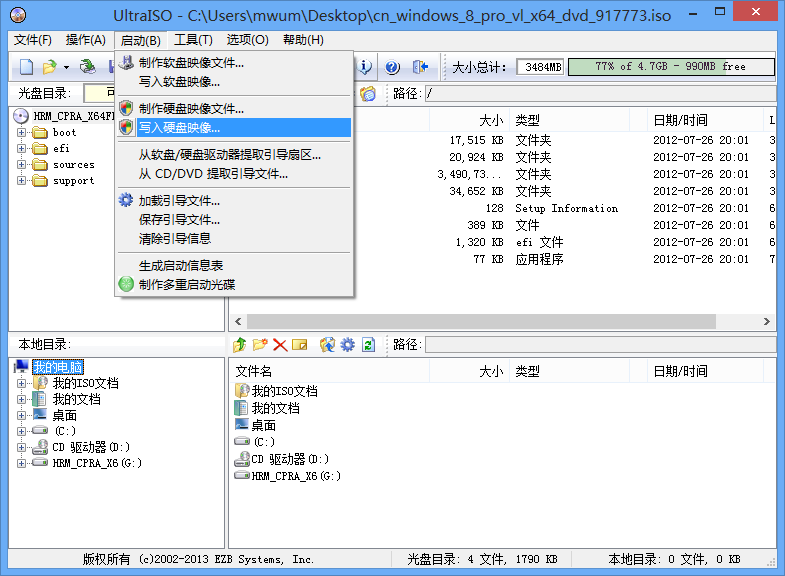 UltraISO - C:\Users\mwum\Desktop\cn_windows_8_pro_vl_x64_dvd_917773.iso
文件(F) 操作(A) 启动(B) 工具(T) 选项(O) 帮助(H)
制作软盘映像文件...
写入软盘映像...
制作硬盘映像文件...
写入硬盘映像...
从软盘/硬盘驱动器提取引导扇区...
从 CD/DVD 提取引导文件...
加载引导文件...
保存引导文件...
清除引导信息
生成启动信息表
制作多重启动光碟
大小总计: 3484MB 77% of 4.7GB - 990MB free
光盘目录: 可
路径: /
HRM_CPRA_X64F
boot
efi
sources
support
大小 类型 日期/时间 L
17,515 KB 文件夹 2012-07-26 20:01 3
20,924 KB 文件夹 2012-07-26 20:01 3
3,490,73... 文件夹 2012-07-26 20:01 3
34,652 KB 文件夹 2012-07-26 20:01 3
128 Setup Information 2012-07-26 20:01 6
389 KB 文件 2012-07-26 20:01 6
1,320 KB efi 文件 2012-07-26 20:01 6
77 KB 应用程序 2012-07-26 20:01 7
本地目录: 路径:
我的电脑
我的ISO文档
我的文档
桌面
(C:)
CD 驱动器(D:)
HRM_CPRA_X6(G:)
文件名 大小 类型 日期/时间
我的ISO文档
我的文档
桌面
(C:)
CD 驱动器(D:)
HRM_CPRA_X6(G:)
版权所有 (c)2002-2013 EZB Systems, Inc. 光盘目录: 4 文件, 1790 KB 本地目录: 0 文件, 0 KB